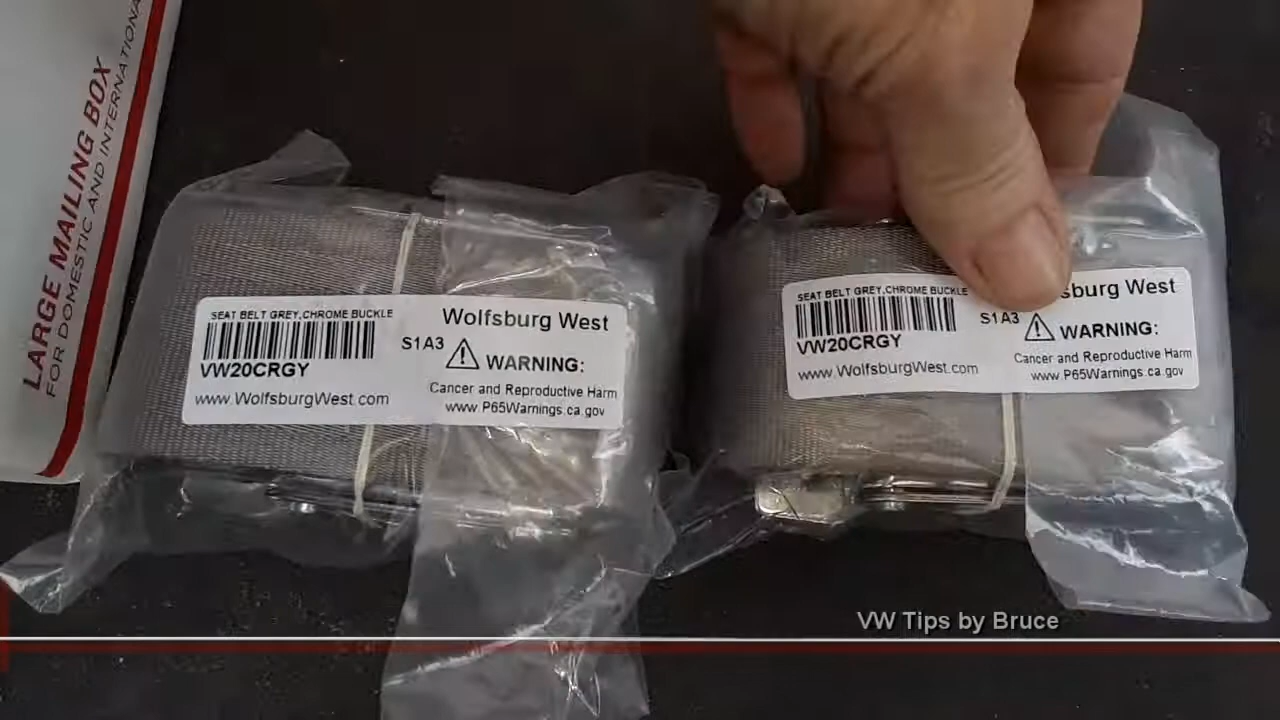 LARGE MAILING BOX
FOR DOMESTIC AND INTERNATIONA
SEAT BELT GREY,CHROME BUCKLE
Wolfsburg West
S1A3
VW20CRGY
WARNING:
www.WolfsburgWest.com
Cancer and Reproductive Harm
www.P65Warnings.ca.gov
SEAT BELT GREY,CHROME BUCKLE
sburg West
S1A3
VW20CRGY
WARNING:
www.WolfsburgWest.com
Cancer and Reproductive Harm
www.P65Warnings.ca.gov
VW Tips by Bruce